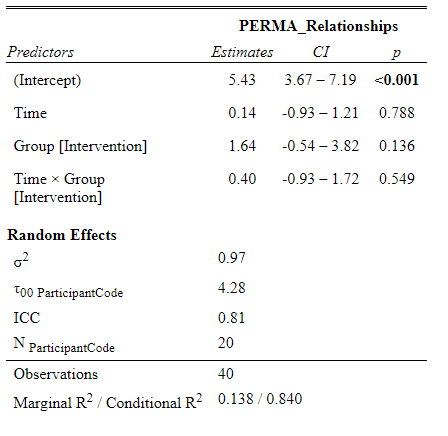 PERMA_Relationships
Predictors Estimates CI p
(Intercept) 5.43 3.67 – 7.19 <0.001
Time 0.14 -0.93 – 1.21 0.788
Group [Intervention] 1.64 -0.54 – 3.82 0.136
Time × Group 0.40 -0.93 – 1.72 0.549
[Intervention]
Random Effects
σ² 0.97
τ₀₀ ParticipantCode 4.28
ICC 0.81
N ParticipantCode 20
Observations 40
Marginal R² / Conditional R² 0.138 / 0.840